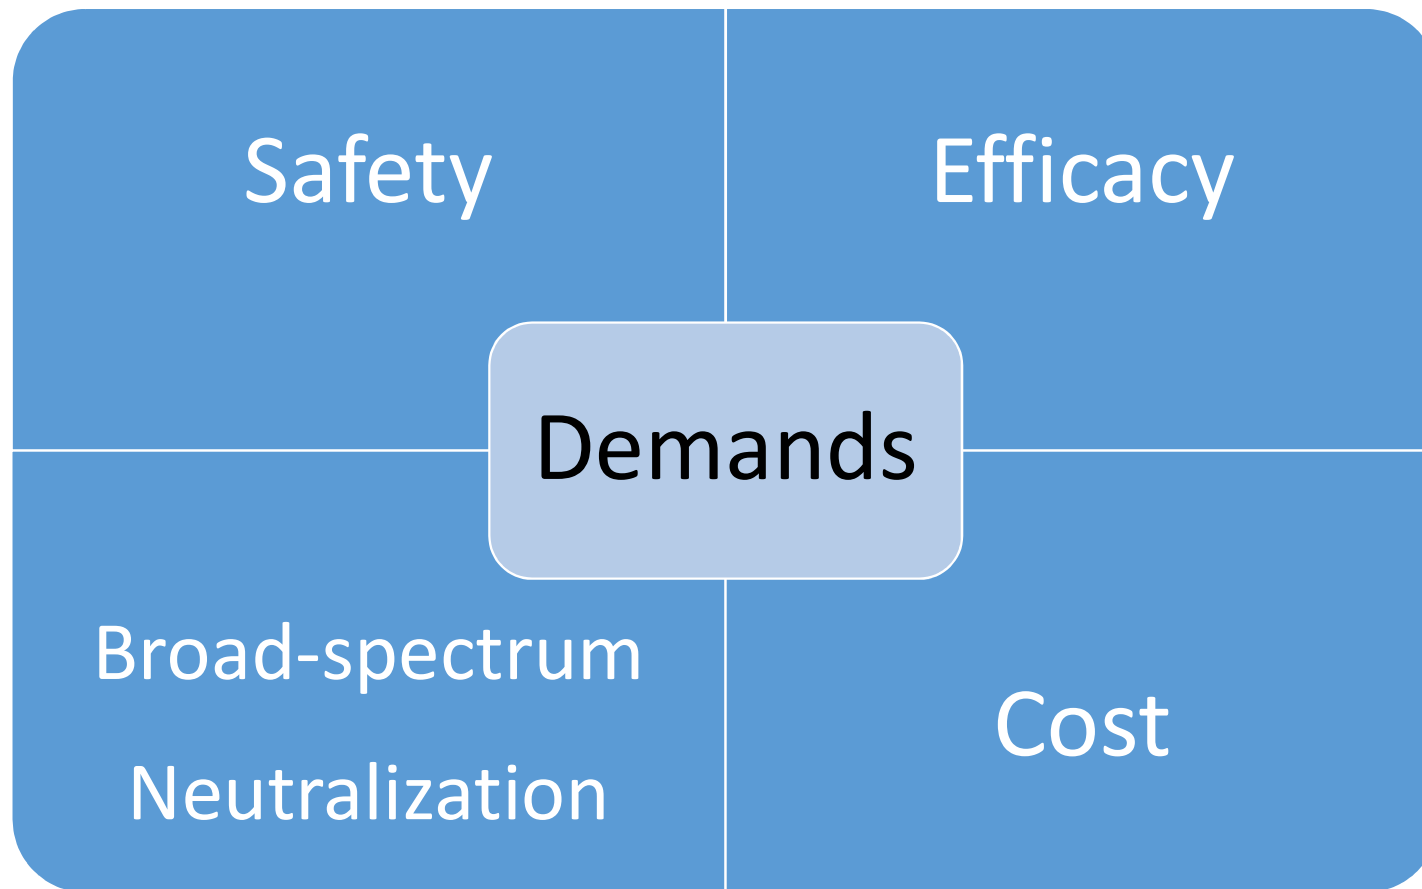 Safety
Efficacy
Demands
Broad-spectrum
Neutralization
Cost